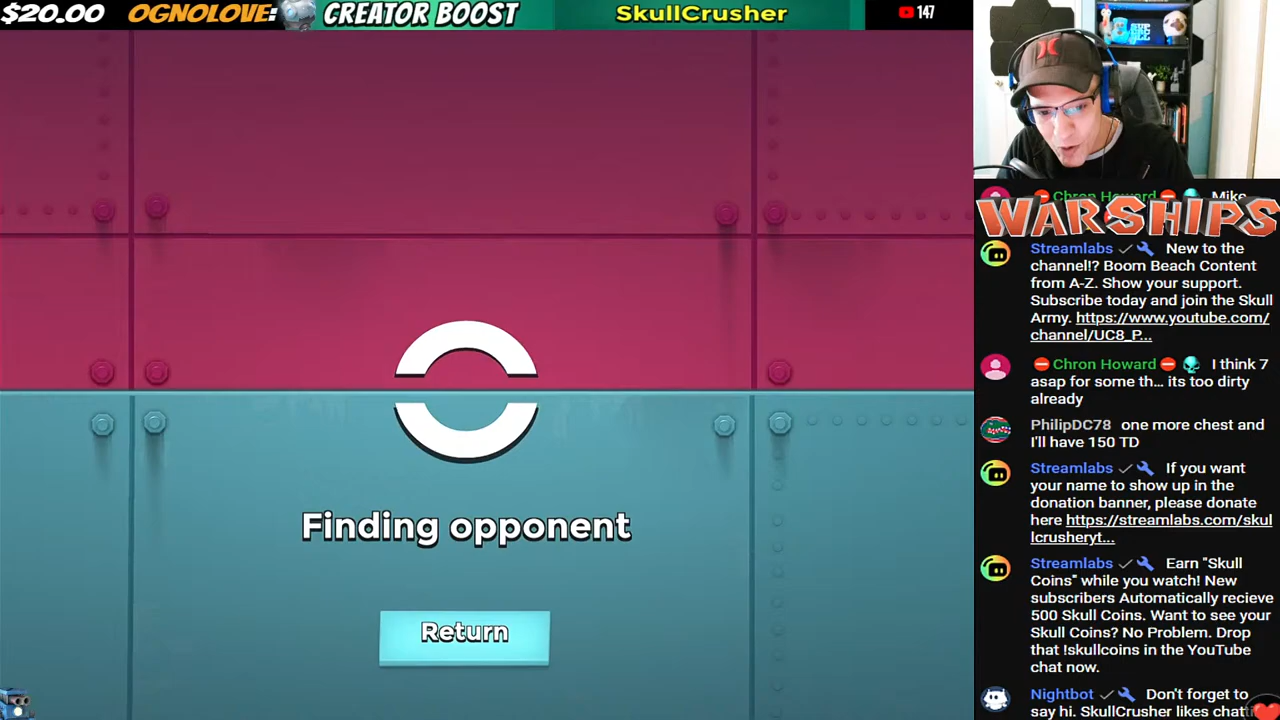 $20.00 OGNOLOVE: CREATOR BOOST SkullCrusher 147
Chron Howard Mike
WARSHIPS
Streamlabs New to the
channel!? Boom Beach Content
from A-Z. Show your support.
Subscribe today and join the Skull
Army. https://www.youtube.com/
channel/UC8_P...
Chron Howard I think 7
asap for some th... its too dirty
already
PhilipDC78 one more chest and
I'll have 150 TD
Streamlabs If you want
your name to show up in the
donation banner, please donate
here https://streamlabs.com/skul
lcrusheryt...
Streamlabs Earn "Skull
Coins" while you watch! New
subscribers Automatically recieve
500 Skull Coins. Want to see your
Skull Coins? No Problem. Drop
that !skullcoins in the YouTube
chat now.
Nightbot Don't forget to
say hi. SkullCrusher likes
Finding opponent
Return